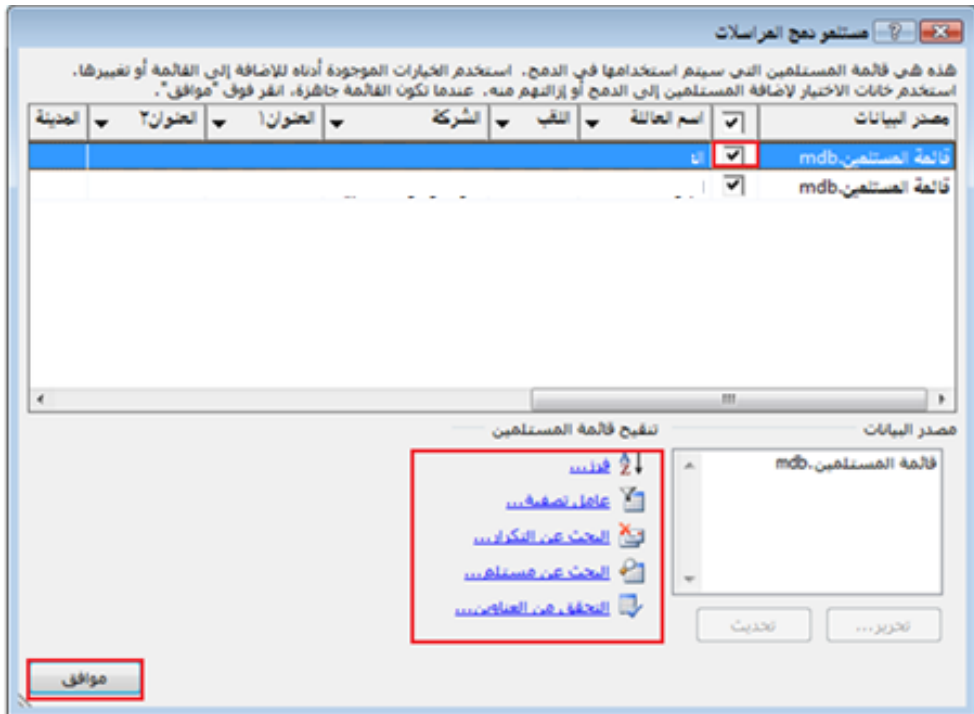 مستلمو دمج المراسلات
هذه هي قائمة المستلمين التي سيتم استخدامها في الدمج. استخدم الخيارات الموجودة أدناه للإضافة إلى القائمة أو تغييرها.
استخدم خانات الاختيار لإضافة المستلمين إلى الدمج أو إزالتهم منه. عندما تكون القائمة جاهزة، انقر فوق "موافق".
مصدر البيانات اسم العائلة اللقب الشركة العنوان١ العنوان٢ المدينة
قائمة المستلمين.mdb
قائمة المستلمين.mdb
مصدر البيانات
قائمة المستلمين.mdb
تحرير... تحديث
تنقيح قائمة المستلمين
فرز...
عامل تصفية...
البحث عن التكرار...
البحث عن مستلم...
التحقق من العناوين...
موافق